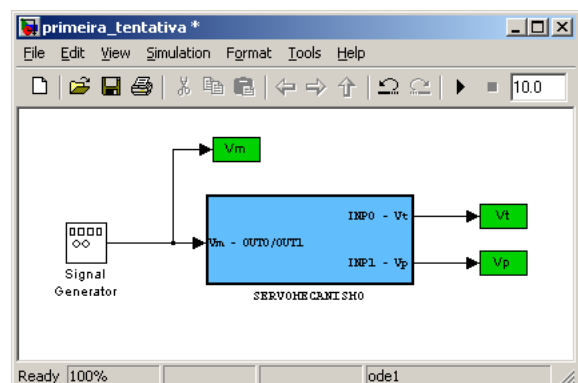 primeira_tentativa *
File Edit View Simulation Format Tools Help
10.0
Vm
INP0 - Vt
Vt
Vm - OUT0/OUT1
INP1 - Vp
Vp
Signal
Generator
SERVOMECANISMO
Ready 100% ode1